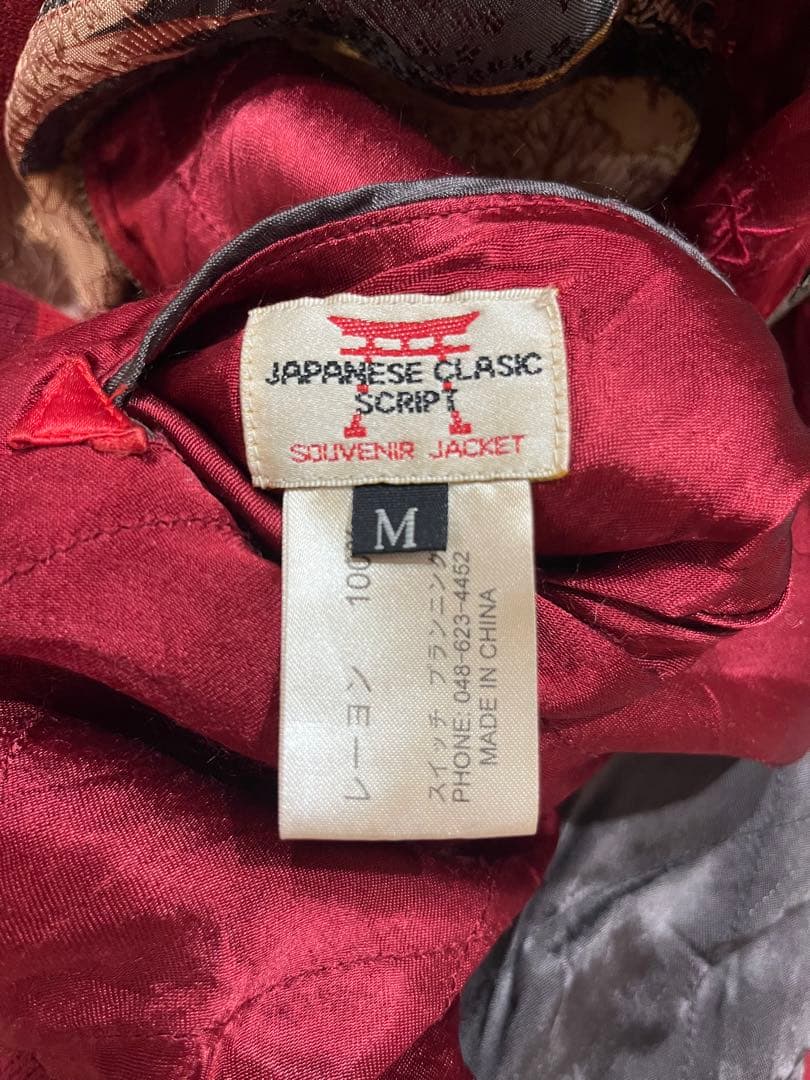 JAPANESE CLASIC
SCRIPT
SOUVENIR JACKET
M
レーヨン 100%
スイッチ プランニング
PHONE: 048-623-4452
MADE IN CHINA